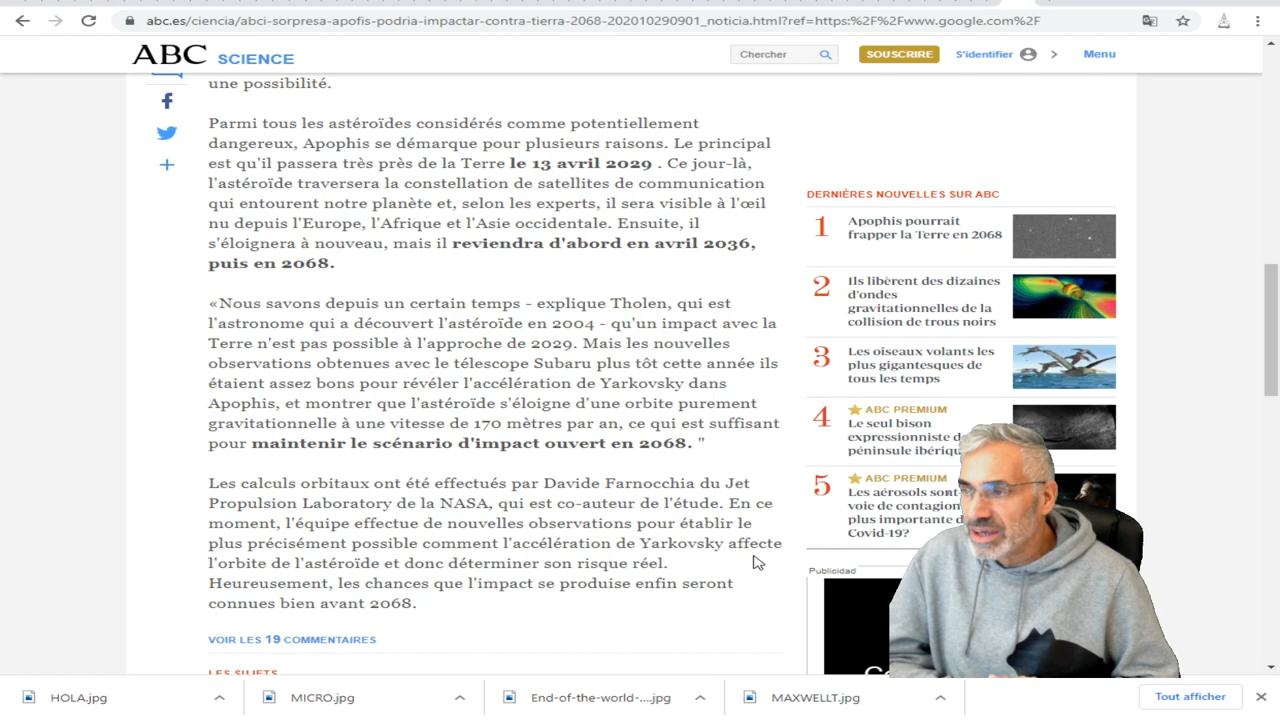 abc.es/ciencia/abci-sorpresa-apofis-podria-impactar-contra-tierra-2068-202010290901_noticia.html?ref=https:%2F%2Fwww.google.com%2F
ABC SCIENCE
Chercher
SOUSCRIRE
S'identifier
Menu
une possibilité.
Parmi tous les astéroïdes considérés comme potentiellement
dangereux, Apophis se démarque pour plusieurs raisons. Le principal
est qu'il passera très près de la Terre le 13 avril 2029 . Ce jour-là,
l'astéroïde traversera la constellation de satellites de communication
qui entourent notre planète et, selon les experts, il sera visible à l'œil
nu depuis l'Europe, l'Afrique et l'Asie occidentale. Ensuite, il
s'éloignera à nouveau, mais il reviendra d'abord en avril 2036,
puis en 2068.
«Nous savons depuis un certain temps - explique Tholen, qui est
l'astronome qui a découvert l'astéroïde en 2004 - qu'un impact avec la
Terre n'est pas possible à l'approche de 2029. Mais les nouvelles
observations obtenues avec le télescope Subaru plus tôt cette année ils
étaient assez bons pour révéler l'accélération de Yarkovsky dans
Apophis, et montrer que l'astéroïde s'éloigne d'une orbite purement
gravitationnelle à une vitesse de 170 mètres par an, ce qui est suffisant
pour maintenir le scénario d'impact ouvert en 2068. "
Les calculs orbitaux ont été effectués par Davide Farnocchia du Jet
Propulsion Laboratory de la NASA, qui est co-auteur de l'étude. En ce
moment, l'équipe effectue de nouvelles observations pour établir le
plus précisément possible comment l'accélération de Yarkovsky affecte
l'orbite de l'astéroïde et donc déterminer son risque réel.
Heureusement, les chances que l'impact se produise enfin seront
connues bien avant 2068.
VOIR LES 19 COMMENTAIRES
LES SUJETS
DERNIÈRES NOUVELLES SUR ABC
1
Apophis pourrait
frapper la Terre en 2068
2
Ils libèrent des dizaines
d'ondes
gravitationnelles de la
collision de trous noirs
3
Les oiseaux volants les
plus gigantesques de
tous les temps
4
ABC PREMIUM
Le seul bison
expressionniste d
péninsule ibériqu
5
ABC PREMIUM
Les aérosols sont
voie de contagion
plus importante d
Covid-19?
Publicidad
HOLA.jpg
MICRO.jpg
End-of-the-world-....jpg
MAXWELLT.jpg
Tout afficher